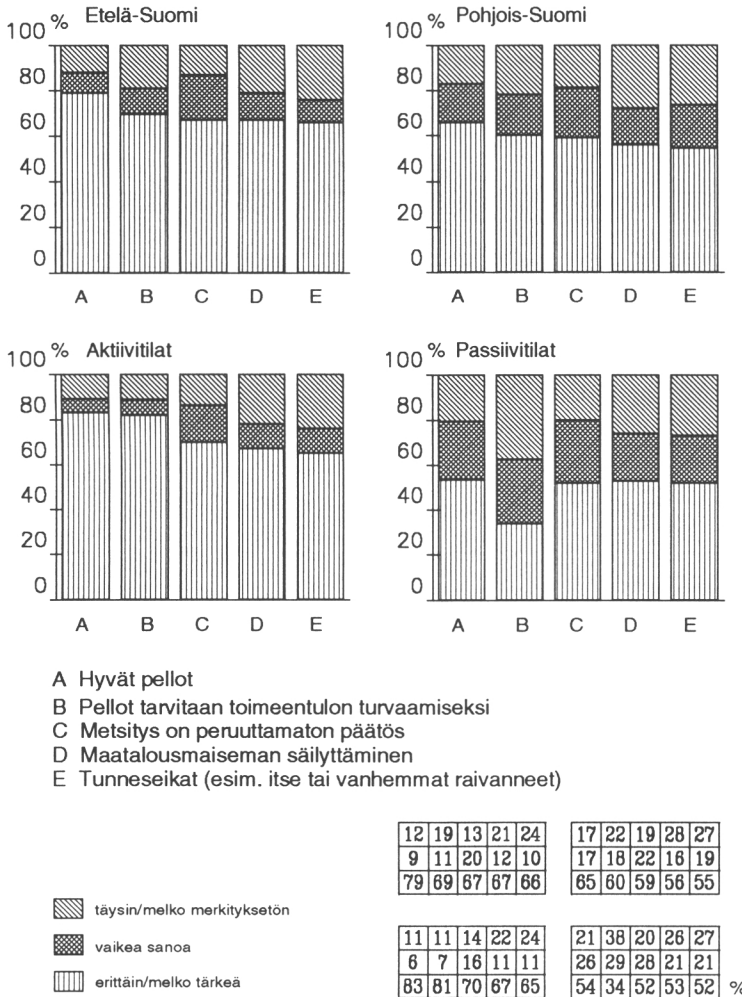 % Etelä-Suomi
100
80
60
40
20
0
A B C D E
% Pohjois-Suomi
100
80
60
40
20
0
A B C D E
% Aktiivitilat
100
80
60
40
20
0
A B C D E
% Passiivitilat
100
80
60
40
20
0
A B C D E
A Hyvät pellot
B Pellot tarvitaan toimeentulon turvaamiseksi
C Metsitys on peruuttamaton päätös
D Maatalousmaiseman säilyttäminen
E Tunneseikat (esim. itse tai vanhemmat raivanneet)
12 19 13 21 24
9 11 20 12 10
79 69 67 67 66
17 22 19 28 27
17 18 22 16 19
65 60 59 56 55
täysin/melko merkityksetön
vaikea sanoa
erittäin/melko tärkeä
11 11 14 22 24
6 7 16 11 11
83 81 70 67 65
21 38 20 26 27
26 29 28 21 21
54 34 52 53 52 %